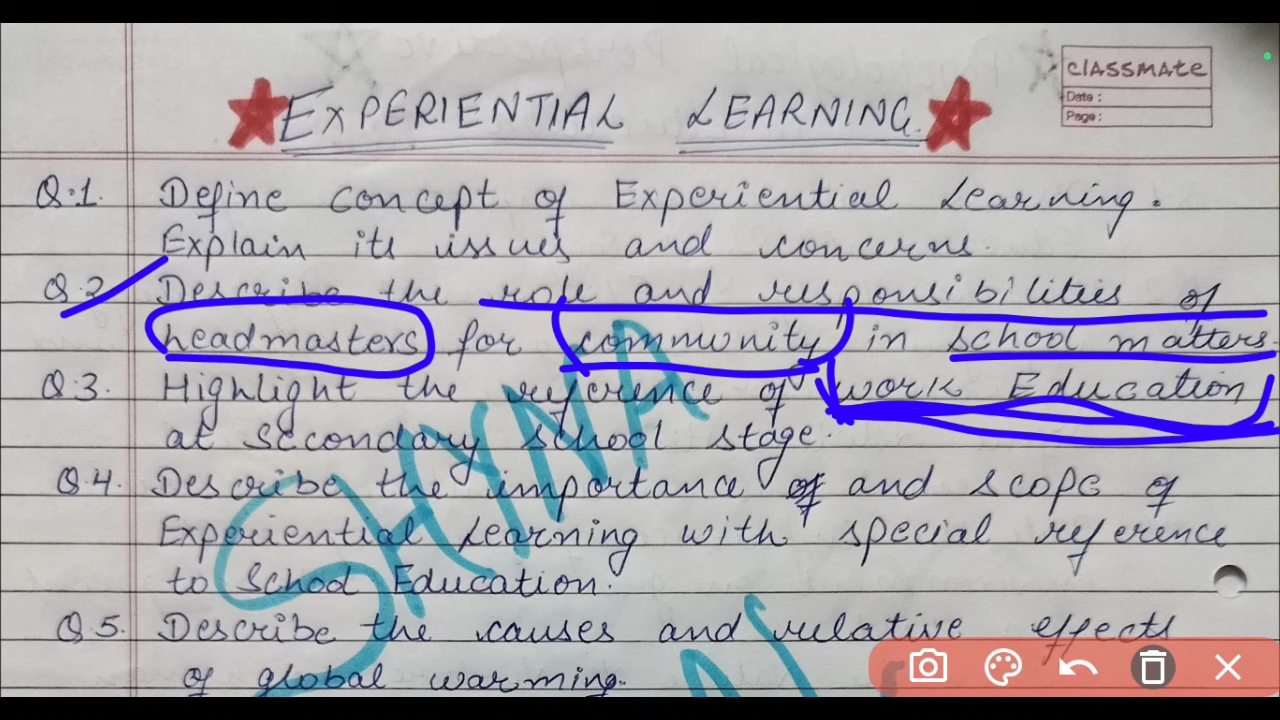 CLASSMATE
Date :
Page :
EXPERIENTIAL LEARNING
Q.1. Define concept of Experiential Learning.
Explain its issues and concerns.
Q.2 Describe the role and responsibilities of
headmasters for community in school matters.
Q.3. Highlight the reference of work Education
at secondary school stage.
Q.4. Describe the importance of and scope of
Experiential Learning with special reference
to School Education.
Q.5. Describe the causes and relative effects
of global warming.
SHYNA